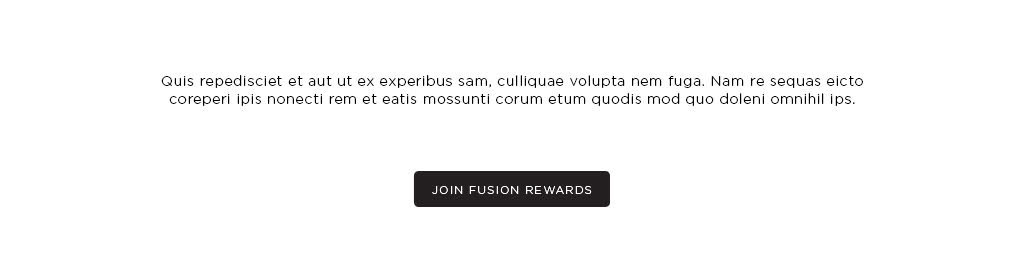 Quis repedisciet et aut ut ex experibus sam, culliquae volupta nem fuga. Nam re sequas eicto
coreperi ipis nonecti rem et eatis mossunti corum etum quodis mod quo doleni omnihil ips.
JOIN FUSION REWARDS